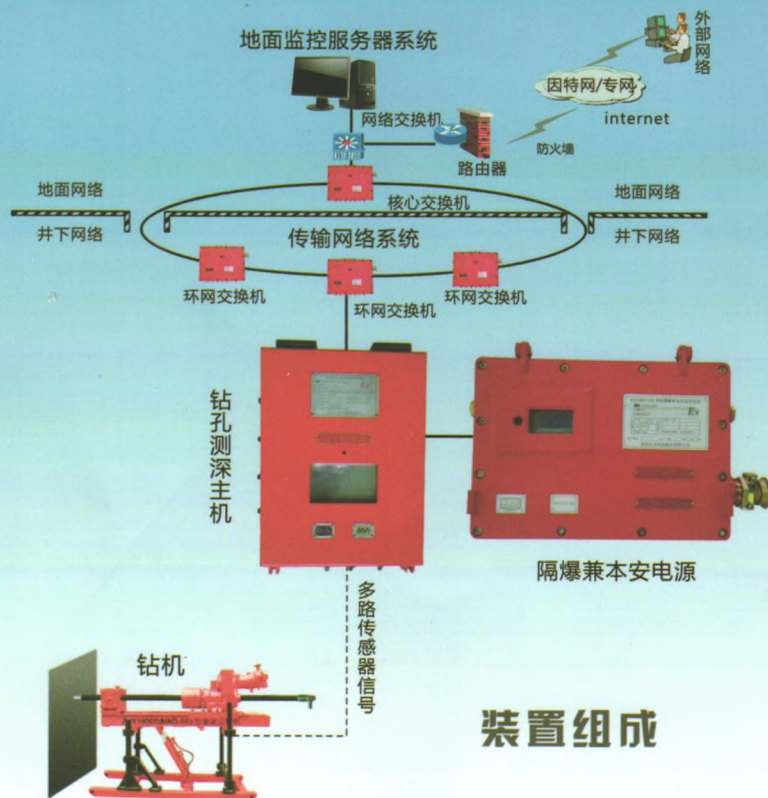 地面监控服务器系统
外部网络
因特网/专网
internet
网络交换机
防火墙
路由器
地面网络
核心交换机
地面网络
井下网络
传输网络系统
井下网络
环网交换机
环网交换机
环网交换机
钻孔测深主机
Ex
Ex
MA
隔爆兼本安电源
多路传感器信号
钻机
装置组成